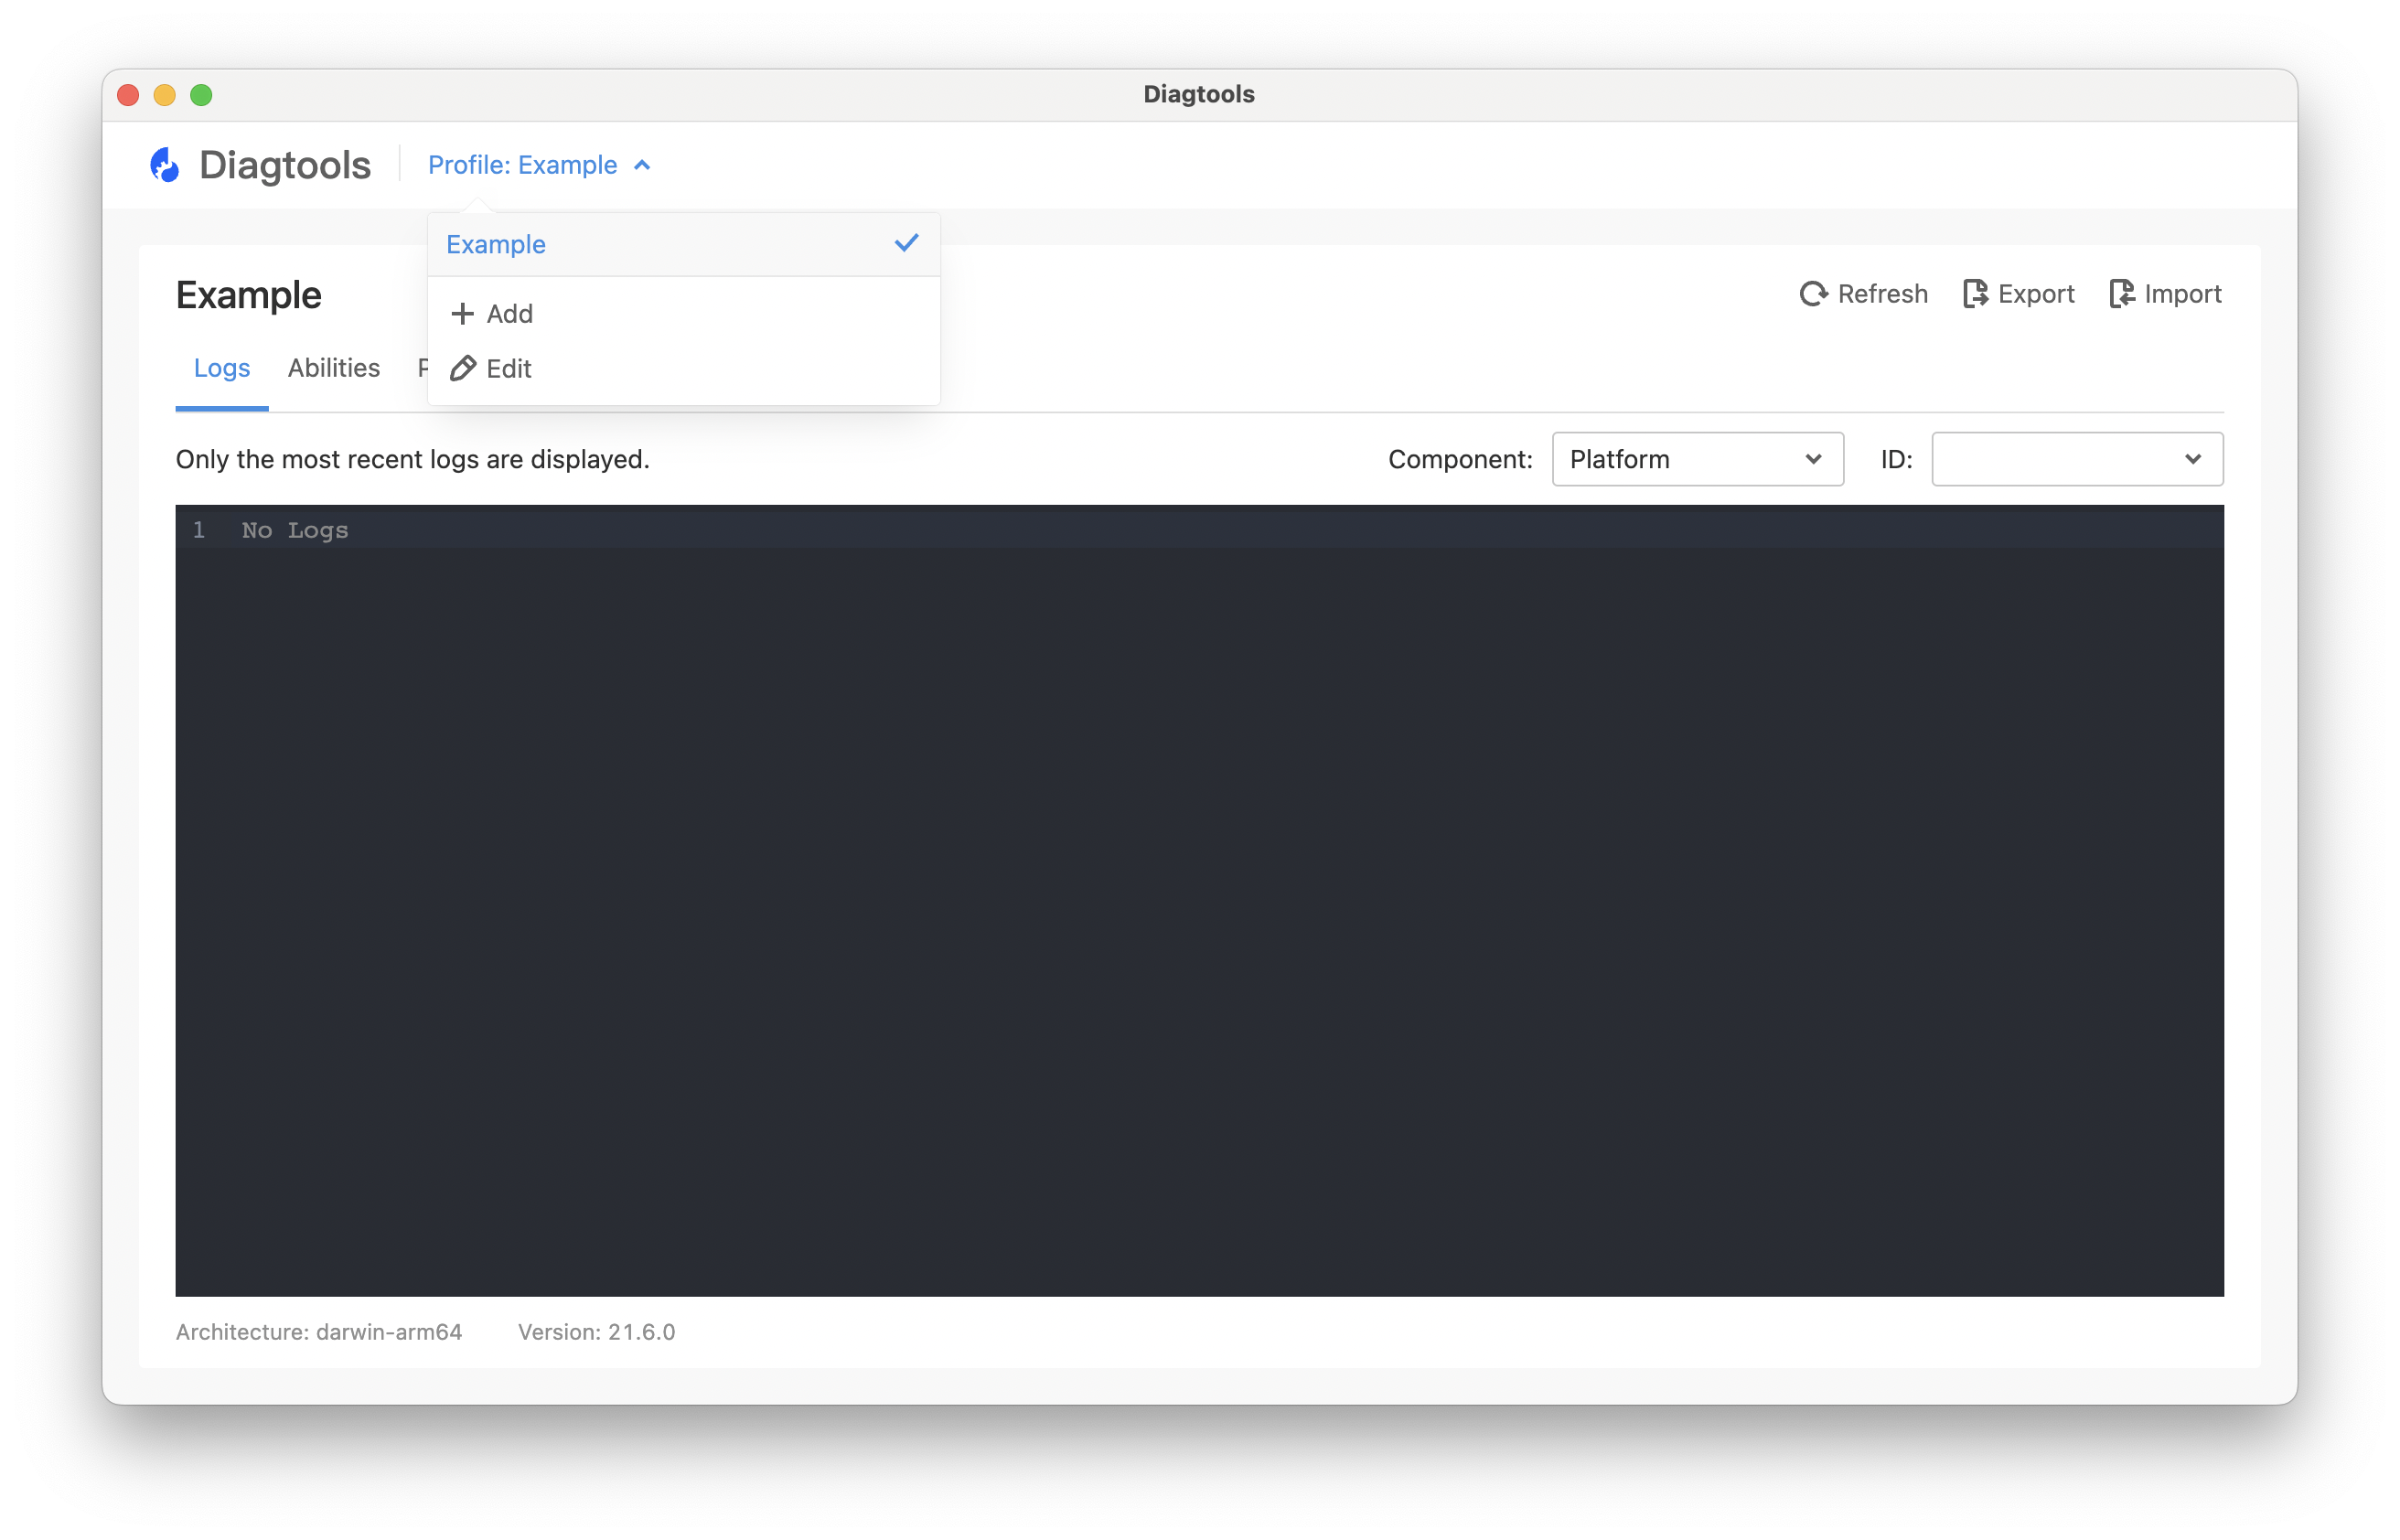 Diagtools
Diagtools Profile: Example
Example
Example Refresh Export Import
Add
Logs Abilities Edit
Only the most recent logs are displayed. Component: Platform ID:
1 No Logs
Architecture: darwin-arm64 Version: 21.6.0